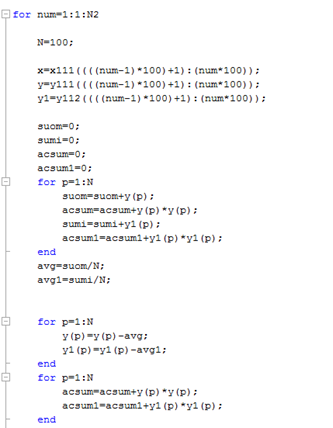 for num=1:1:N2
N=100;
x=x111((((num-1)*100)+1):(num*100));
y=y111((((num-1)*100)+1):(num*100));
y1=y112((((num-1)*100)+1):(num*100));
suom=0;
sumi=0;
acsum=0;
acsum1=0;
for p=1:N
suom=suom+y(p);
acsum=acsum+y(p)*y(p);
sumi=sumi+y1(p);
acsum1=acsum1+y1(p)*y1(p);
end
avg=suom/N;
avg1=sumi/N;
for p=1:N
y(p)=y(p)-avg;
y1(p)=y1(p)-avg1;
end
for p=1:N
acsum=acsum+y(p)*y(p);
acsum1=acsum1+y1(p)*y1(p);
end